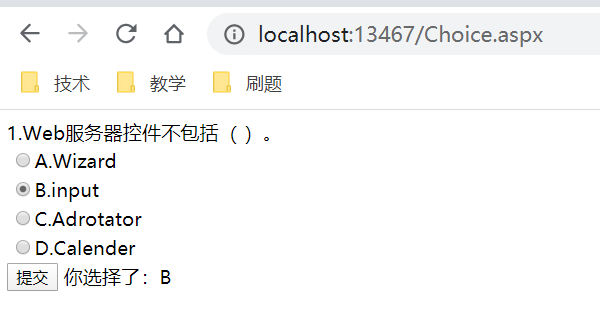 localhost:13467/Choice.aspx
技术 教学 刷题
1.Web服务器控件不包括（ ）。
A.Wizard
B.input
C.Adrotator
D.Calender
提交 你选择了：B